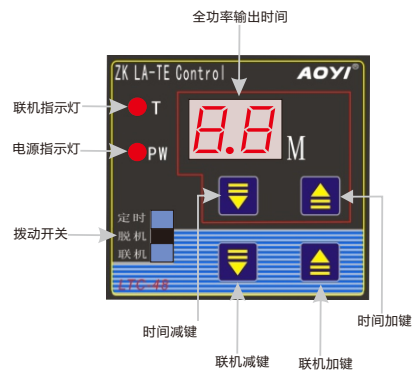 全功率输出时间
ZK LA-TE Control AOYI®
联机指示灯
T
8.8
M
电源指示灯
PW
定时
脱机
联机
拨动开关
LTC-48
时间减键
时间加键
联机减键
联机加键